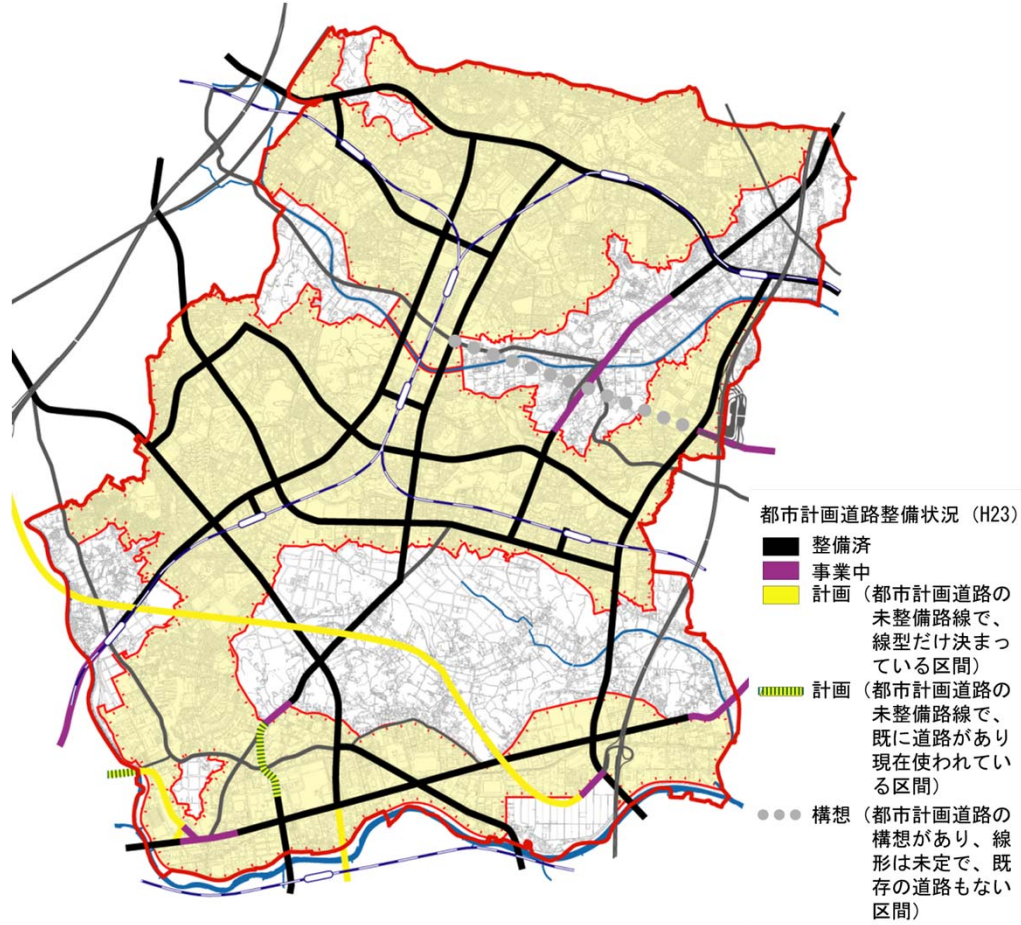 都市計画道路整備状況（H23）
整備済
事業中
計画（都市計画道路の
未整備路線で、
線型だけ決まっ
ている区間）
計画（都市計画道路の
未整備路線で、
既に道路があり
現在使われてい
る区間）
構想（都市計画道路の
構想があり、線
形は未定で、既
存の道路もない
区間）